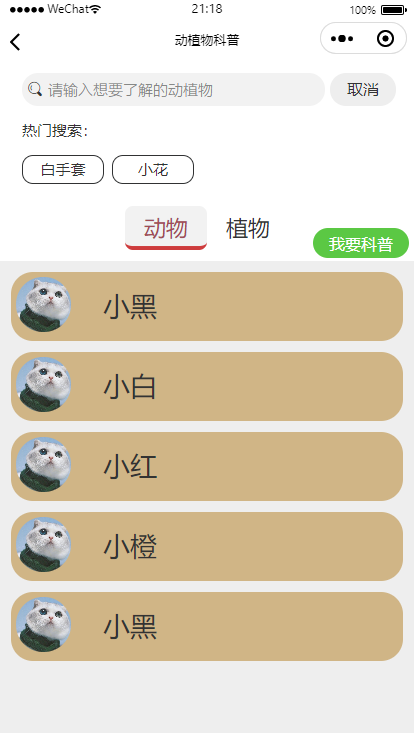 WeChat 21:18 100%
动植物科普
请输入想要了解的动植物 取消
热门搜索:
白手套 小花
动物 植物
我要科普
小黑
小白
小红
小橙
小黑